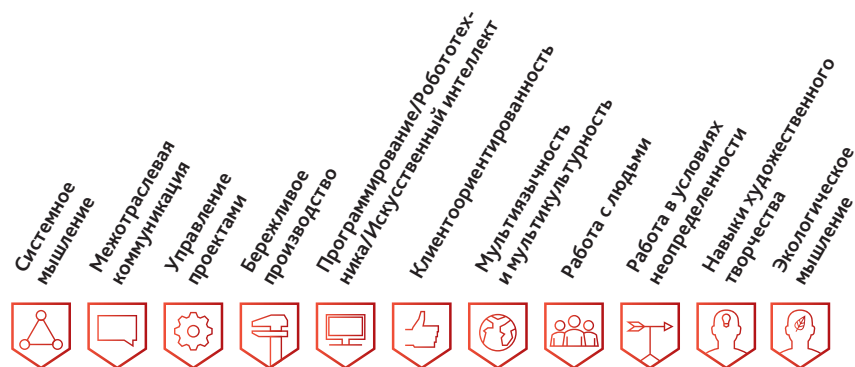 Системное
мышление
Межотраслевая
коммуникация
Управление
проектами
Бережливое
производство
Программирование/Робототех-
ника/Искусственный интеллект
Клиентоориентированность
Мультиязычность
и мультикультурность
Работа с людьми
Работа в условиях
неопределенности
Навыки художественного
творчества
Экологическое
мышление